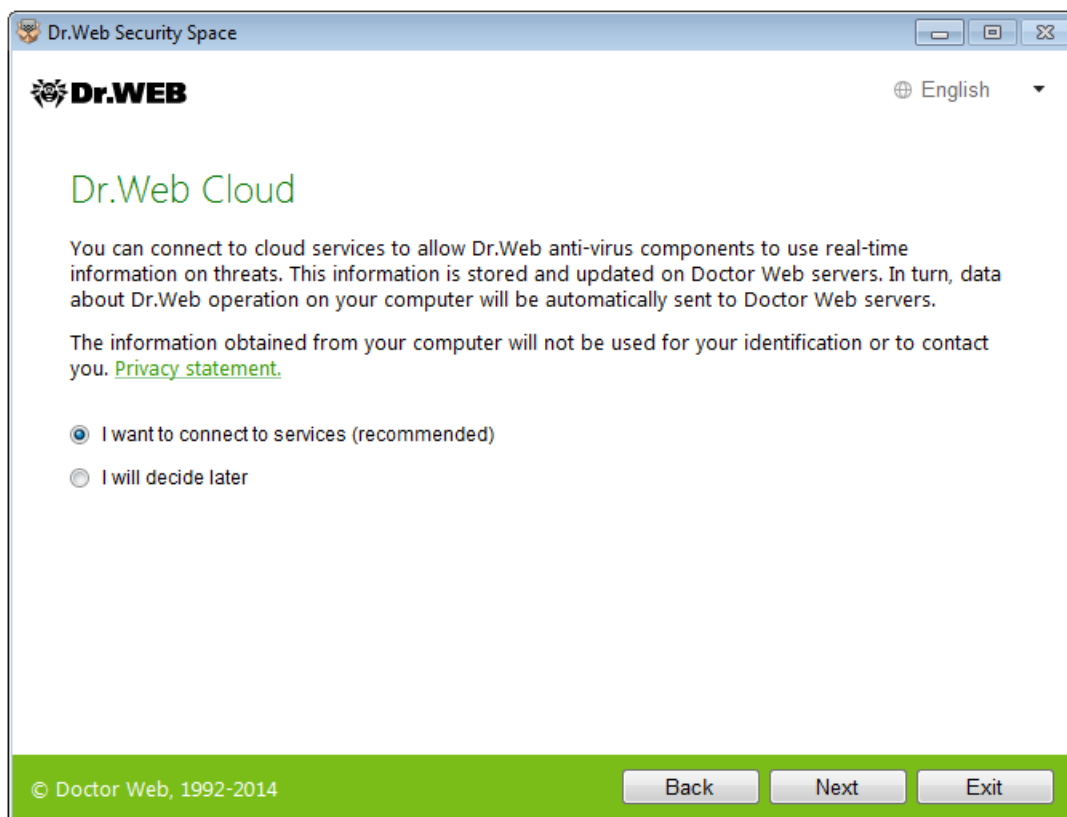 Dr.Web Security Space
Dr.WEB
English
Dr.Web Cloud
You can connect to cloud services to allow Dr.Web anti-virus components to use real-time
information on threats. This information is stored and updated on Doctor Web servers. In turn, data
about Dr.Web operation on your computer will be automatically sent to Doctor Web servers.
The information obtained from your computer will not be used for your identification or to contact
you. Privacy statement.
I want to connect to services (recommended)
I will decide later
© Doctor Web, 1992-2014
Back
Next
Exit